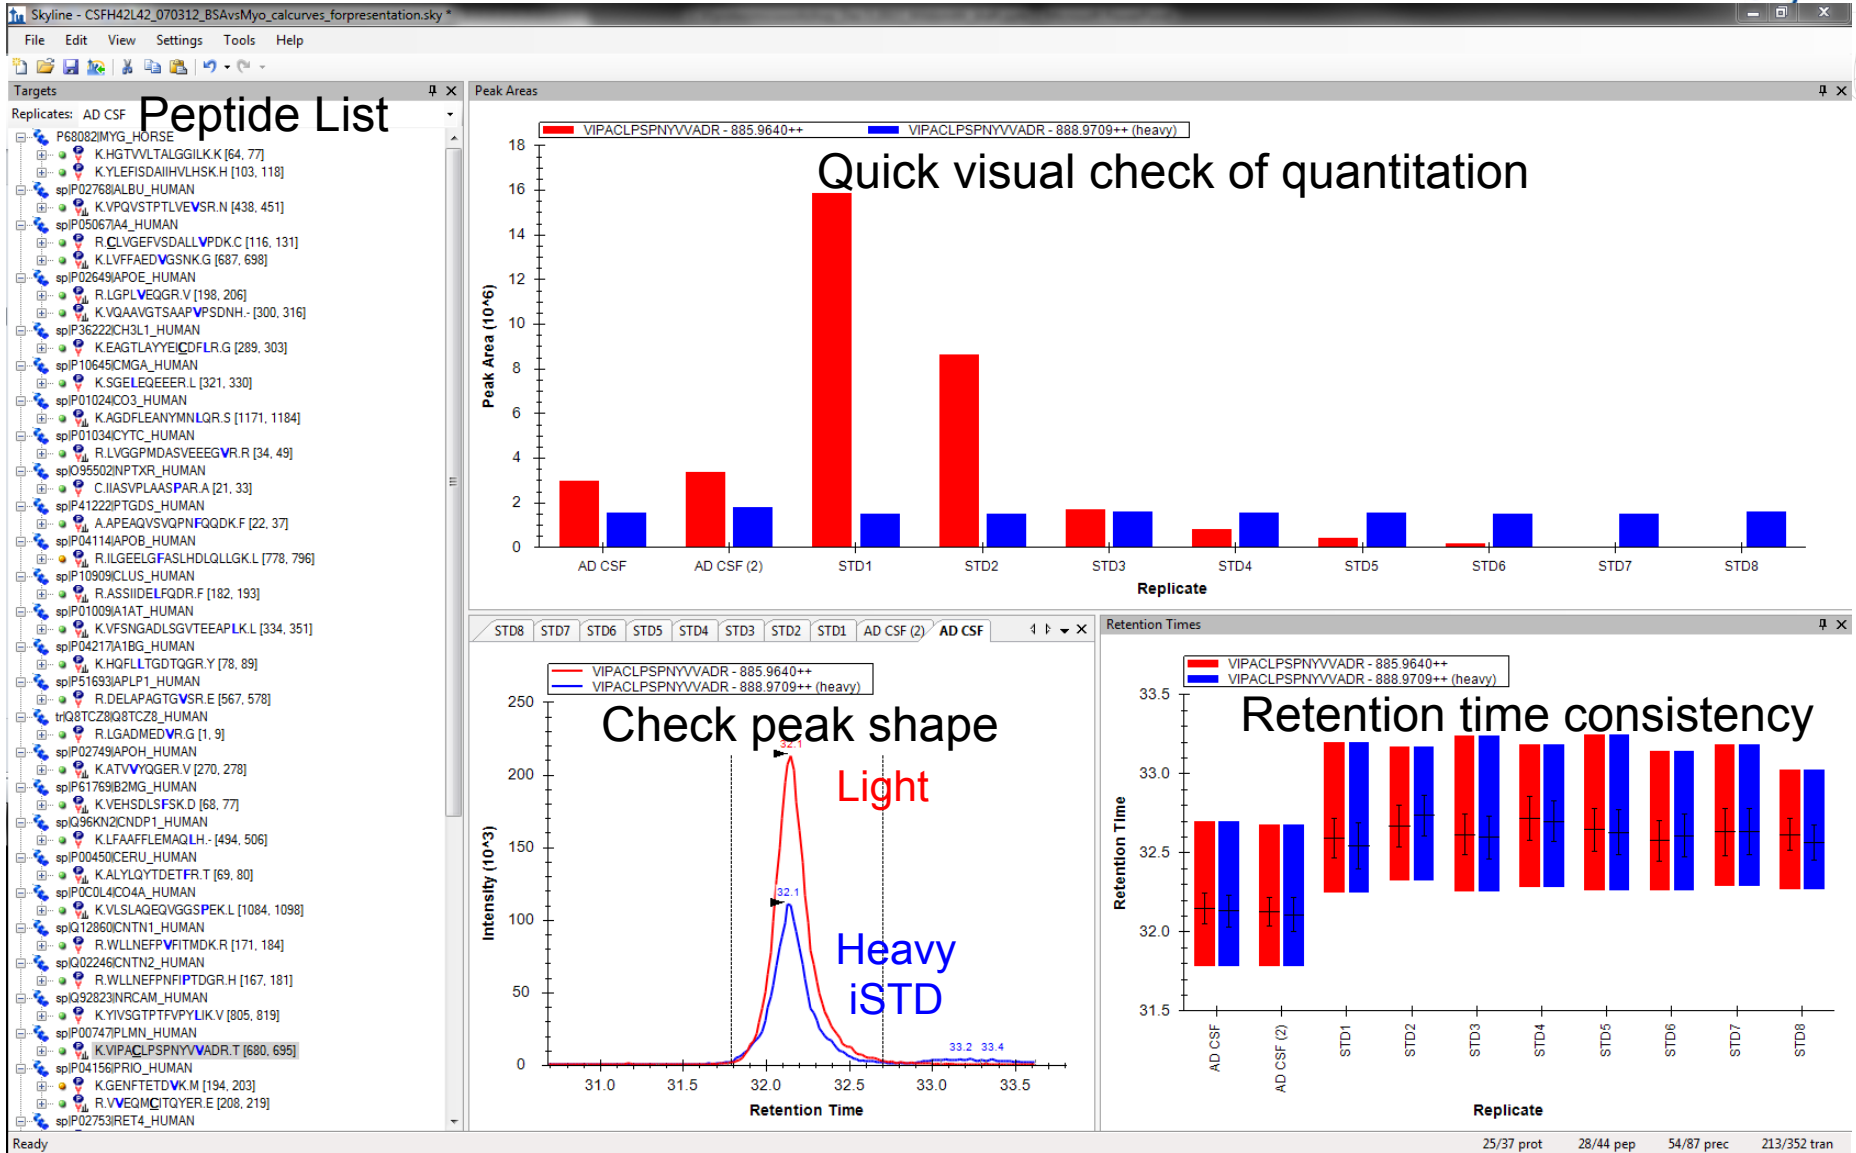 Skyline - CSFH42L42_070312_BSAvsMyo_calcurves_forpresentation.sky *
File Edit View Settings Tools Help
Targets
Replicates: AD CSF
Peptide List
P68082|MYG_HORSE
K.HGTVVLTALGGILK.K [64, 77]
K.YLEFISDAIIHVLHSK.H [103, 118]
sp|P02768|ALBU_HUMAN
K.VPQVSTPTLVEVSR.N [438, 451]
sp|P05067|A4_HUMAN
R.CLVGEFVSDALLVPDK.C [116, 131]
K.LVFFAEDVGSNK.G [687, 698]
sp|P02649|APOE_HUMAN
R.LGPLVEQGR.V [198, 206]
K.VQAAVGTSAAPVPSDNH.- [300, 316]
sp|P36222|CH3L1_HUMAN
K.EAGTLAYYEICDFLR.G [289, 303]
sp|P10645|CMGA_HUMAN
K.SGELEQEEER.L [321, 330]
sp|P01024|CO3_HUMAN
K.AGDFLEANYMNLQR.S [1171, 1184]
sp|P01034|CYTC_HUMAN
R.LVGGPMDASVEEEGVR.R [34, 49]
sp|O95502|NPTXR_HUMAN
C.IIASVPLAASPAR.A [21, 33]
sp|P41222|PTGDS_HUMAN
A.APEAQVSVQPNFQQDK.F [22, 37]
sp|P04114|APOB_HUMAN
R.ILGEELGFASLHDLQLLGK.L [778, 796]
sp|P10909|CLUS_HUMAN
R.ASSIIDELFQDR.F [182, 193]
sp|P01009|A1AT_HUMAN
K.VFSNGADLSGVTEEAPLK.L [334, 351]
sp|P04217|A1BG_HUMAN
K.HQFLLTGDTQGR.Y [78, 89]
sp|P51693|APLP1_HUMAN
R.DELAPAGTGVSR.E [567, 578]
tr|Q8TCZ8|Q8TCZ8_HUMAN
R.LGADMEDVR.G [1, 9]
sp|P02749|APOH_HUMAN
K.ATVVYQGER.V [270, 278]
sp|P61769|B2MG_HUMAN
K.VEHSDLSFSK.D [68, 77]
sp|Q96KN2|CNDP1_HUMAN
K.LFAAFFLEMAQLH.- [494, 506]
sp|P00450|CERU_HUMAN
K.ALYLQYTDETFR.T [69, 80]
sp|P0C0L4|CO4A_HUMAN
K.VLSLAQEQVGGSPEK.L [1084, 1098]
sp|Q12860|CNTN1_HUMAN
R.WLLNEFPVFITMDK.R [171, 184]
sp|Q02246|CNTN2_HUMAN
R.WLLNEFPNFIPTDGR.H [167, 181]
sp|Q92823|NRCAM_HUMAN
K.YIVSGTPTFVPYLIK.V [805, 819]
sp|P00747|PLMN_HUMAN
K.VIPACLPSPNYVVADR.T [680, 695]
sp|P04156|PRIO_HUMAN
K.GENFTETDVK.M [194, 203]
R.VVEQMCITQYER.E [208, 219]
sp|P02753|RET4_HUMAN
Peak Areas
VIPACLPSPNYVVADR - 885.9640++ VIPACLPSPNYVVADR - 888.9709++ (heavy)
Quick visual check of quantitation
Peak Area (10^6)
18
16
14
12
10
8
6
4
2
0
AD CSF AD CSF (2) STD1 STD2 STD3 STD4 STD5 STD6 STD7 STD8
Replicate
STD8 STD7 STD6 STD5 STD4 STD3 STD2 STD1 AD CSF (2) AD CSF
VIPACLPSPNYVVADR - 885.9640++
VIPACLPSPNYVVADR - 888.9709++ (heavy)
Check peak shape
Light
Heavy
iSTD
32.1
32.1
33.2 33.4
Intensity (10^3)
250
200
150
100
50
0
31.0 31.5 32.0 32.5 33.0 33.5
Retention Time
Retention Times
VIPACLPSPNYVVADR - 885.9640++
VIPACLPSPNYVVADR - 888.9709++ (heavy)
Retention time consistency
Retention Time
33.5
33.0
32.5
32.0
31.5
AD CSF AD CSF (2) STD1 STD2 STD3 STD4 STD5 STD6 STD7 STD8
Replicate
Ready
25/37 prot 28/44 pep 54/87 prec 213/352 tran